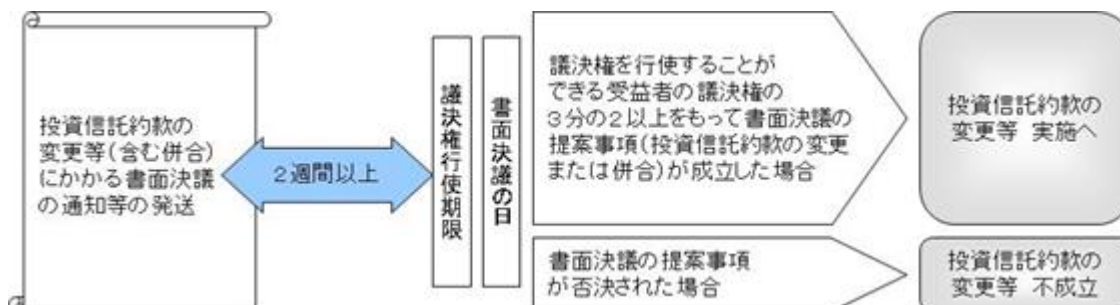 投資信託約款の
変更等(含む併合)
にかかる書面決議
の通知等の発送
2週間以上
議決権行使期限
書面決議の日
議決権を行使することが
できる受益者の議決権の
3分の2以上をもって書面決議の
提案事項(投資信託約款の変更
または併合)が成立した場合
投資信託約款の
変更等 実施へ
書面決議の提案事項
が否決された場合
投資信託約款の
変更等 不成立